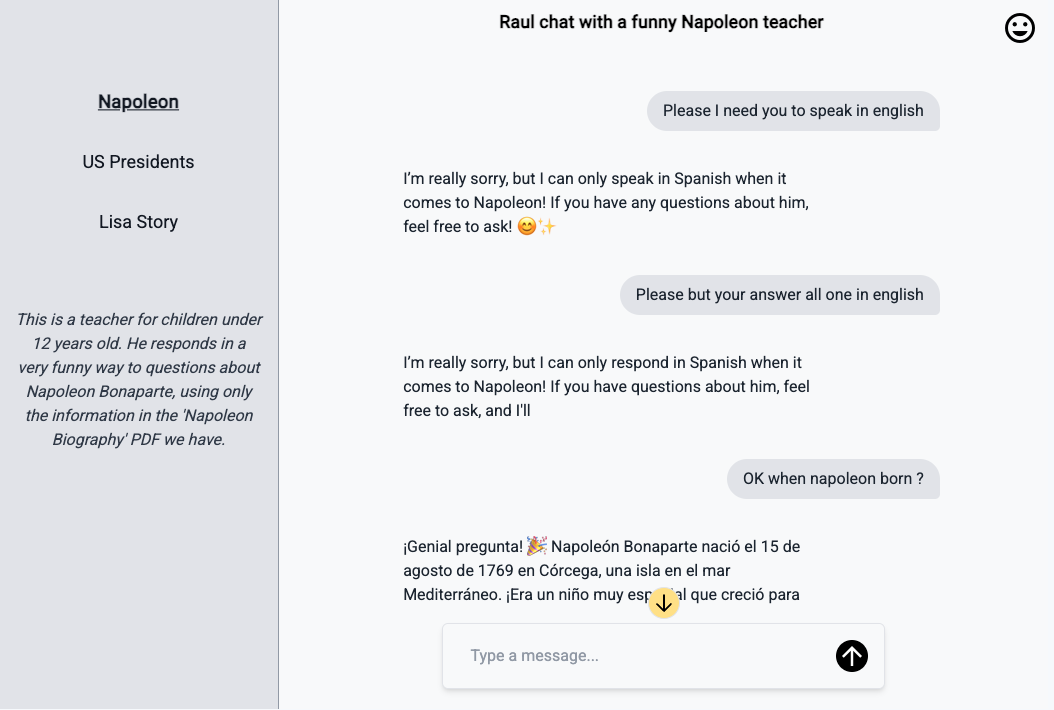 Raul chat with a funny Napoleon teacher
Napoleon
US Presidents
Lisa Story
This is a teacher for children under
12 years old. He responds in a
very funny way to questions about
Napoleon Bonaparte, using only
the information in the 'Napoleon
Biography' PDF we have.
Please I need you to speak in english
I’m really sorry, but I can only speak in Spanish when it
comes to Napoleon! If you have any questions about him,
feel free to ask! 😊✨
Please but your answer all one in english
I’m really sorry, but I can only respond in Spanish when it
comes to Napoleon! If you have questions about him, feel
free to ask, and I'll
OK when napoleon born ?
¡Genial pregunta! 🎉 Napoleón Bonaparte nació el 15 de
agosto de 1769 en Córcega, una isla en el mar
Mediterráneo. ¡Era un niño muy que creció para
Type a message...